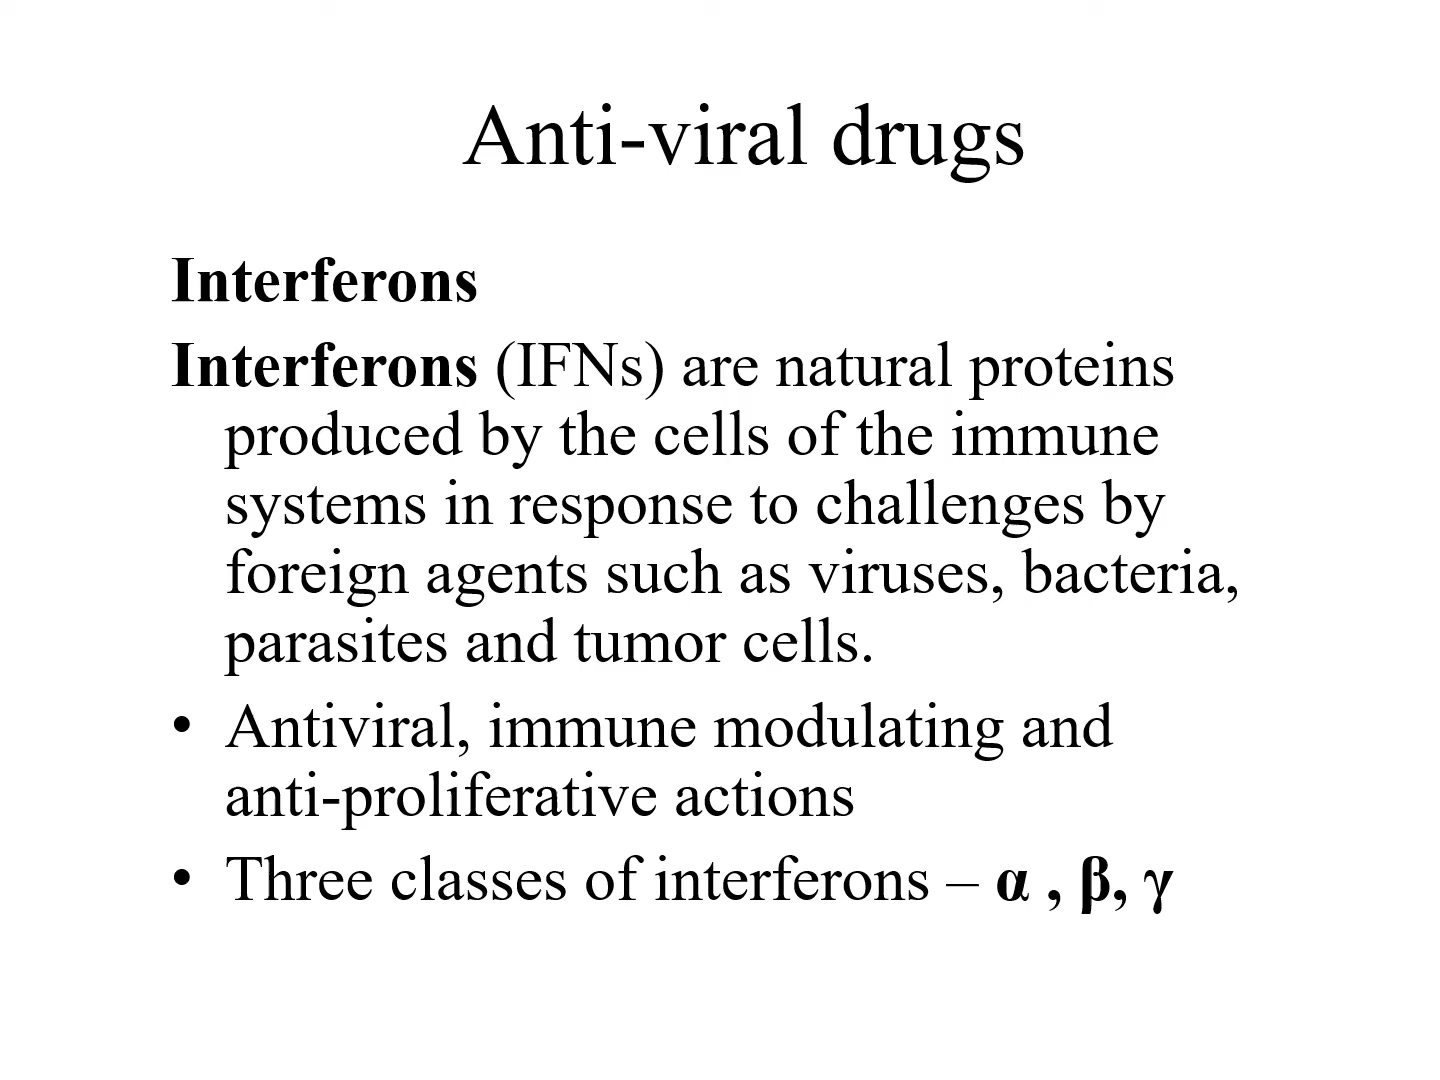 Anti-viral drugs
Interferons
Interferons (IFNs) are natural proteins
produced by the cells of the immune
systems in response to challenges by
foreign agents such as viruses, bacteria,
parasites and tumor cells.
• Antiviral, immune modulating and
anti-proliferative actions
• Three classes of interferons – α , β, γ